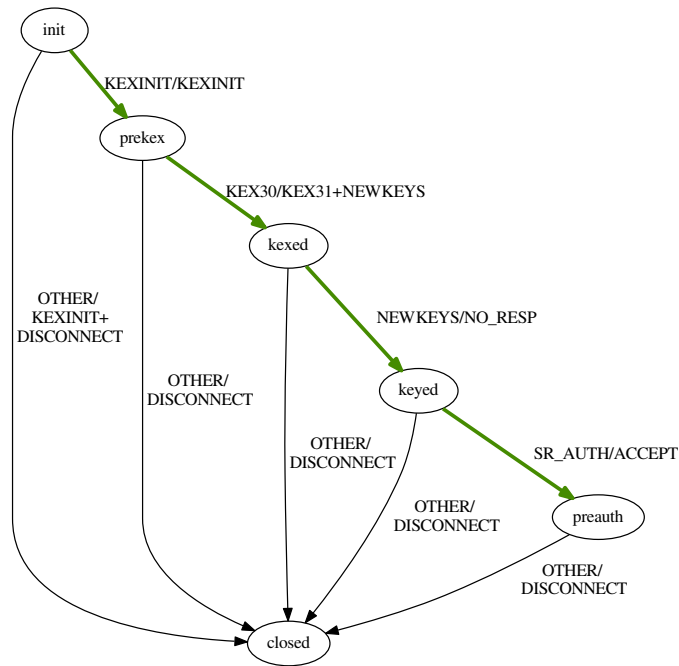 init
KEXINIT/KEXINIT
prekex
KEX30/KEX31+NEWKEYS
kexed
OTHER/
KEXINIT+
DISCONNECT
NEWKEYS/NO_RESP
OTHER/
DISCONNECT
keyed
OTHER/
DISCONNECT
SR_AUTH/ACCEPT
OTHER/
DISCONNECT
preauth
OTHER/
DISCONNECT
closed